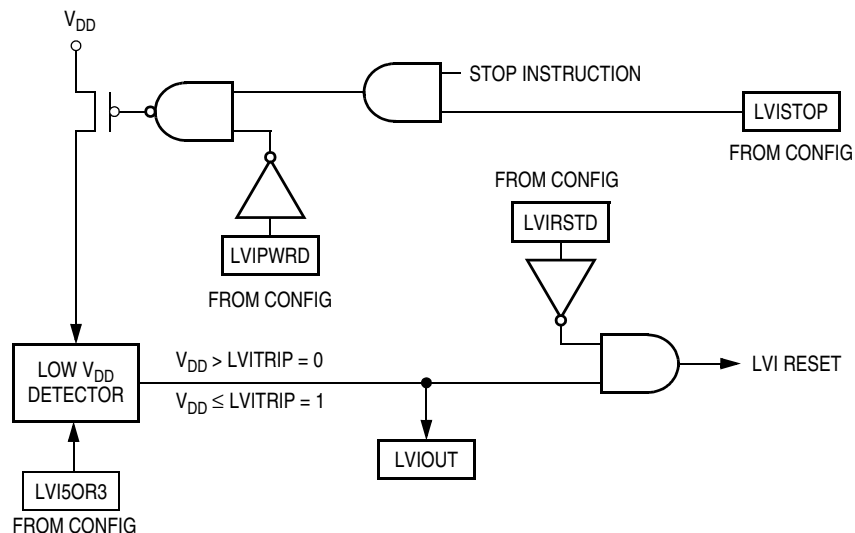 VDD
STOP INSTRUCTION
LVISTOP
FROM CONFIG
FROM CONFIG
LVIRSTD
LVIPWRD
FROM CONFIG
LOW VDD
DETECTOR
VDD > LVITRIP = 0
VDD ≤ LVITRIP = 1
LVI RESET
LVIOUT
LVI5OR3
FROM CONFIG